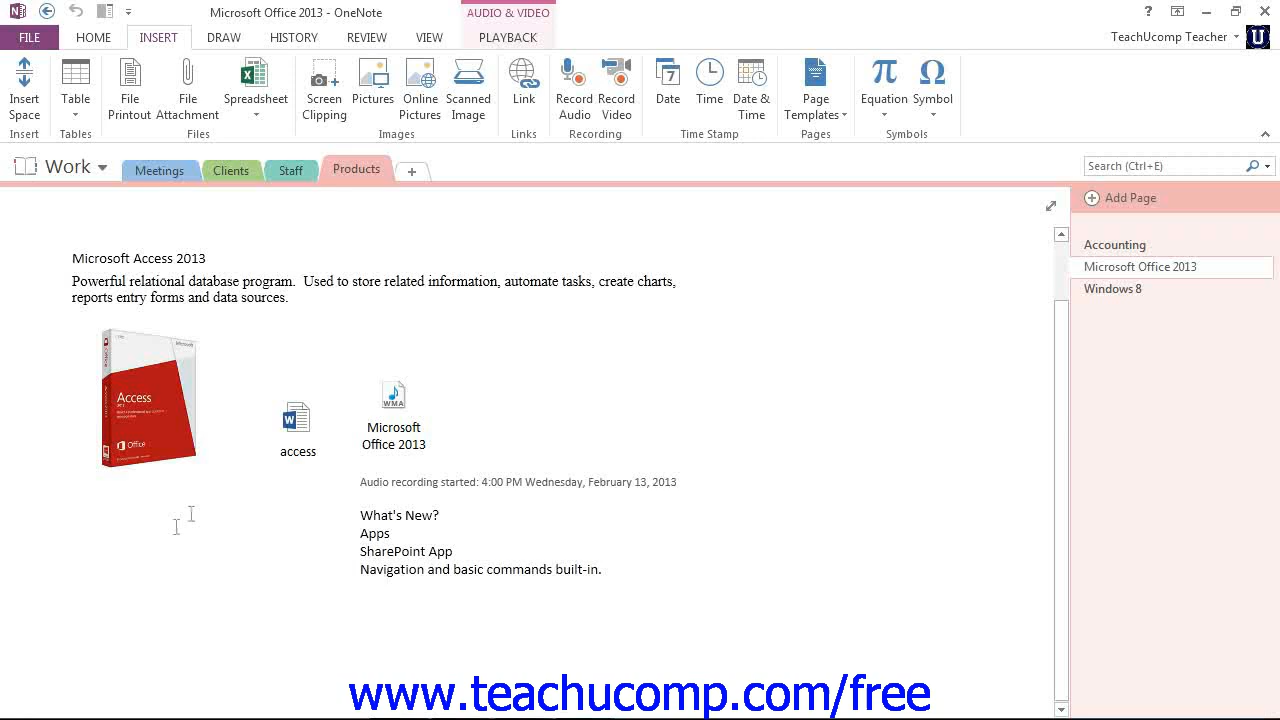 Microsoft Office 2013 - OneNote
AUDIO & VIDEO
?
FILE HOME INSERT DRAW HISTORY REVIEW VIEW PLAYBACK
TeachUcomp Teacher
U
Insert Space
Table
File Printout
File Attachment
Spreadsheet
Screen Clipping
Pictures
Online Pictures
Scanned Image
Link
Record Audio
Record Video
7
Date
Time
Date & Time
Page Templates
π
Equation
Ω
Symbol
Insert Tables Files Images Links Recording Time Stamp Pages Symbols
Work
Meetings Clients Staff Products +
Search (Ctrl+E)
Add Page
Accounting
Microsoft Office 2013
Windows 8
Microsoft Access 2013
Powerful relational database program. Used to store related information, automate tasks, create charts,
reports entry forms and data sources.
Microsoft
Access
Office
access
WMA
Microsoft
Office 2013
Audio recording started: 4:00 PM Wednesday, February 13, 2013
What's New?
Apps
SharePoint App
Navigation and basic commands built-in.
www.teachucomp.com/free